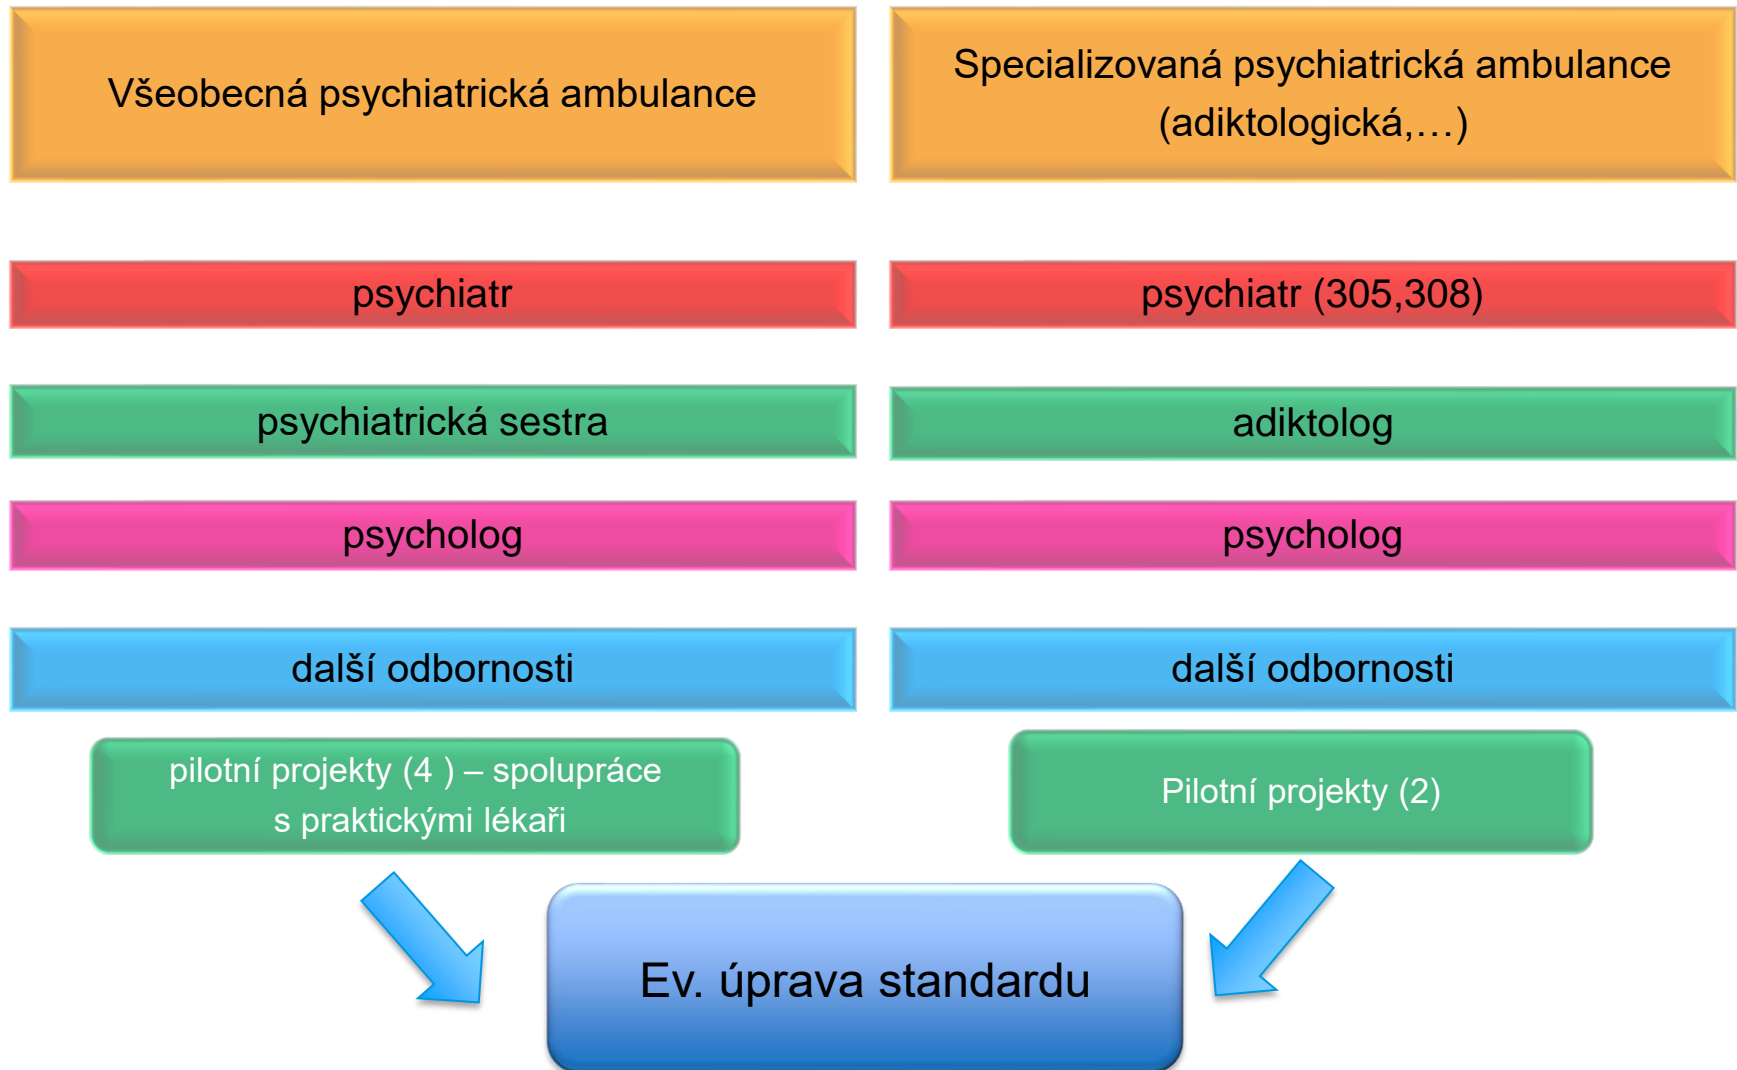 Všeobecná psychiatrická ambulance
Specializovaná psychiatrická ambulance
(adiktologická,...)
psychiatr
psychiatr (305,308)
psychiatrická sestra
adiktolog
psycholog
psycholog
další odbornosti
další odbornosti
pilotní projekty (4 ) – spolupráce
s praktickými lékaři
Pilotní projekty (2)
Ev. úprava standardu